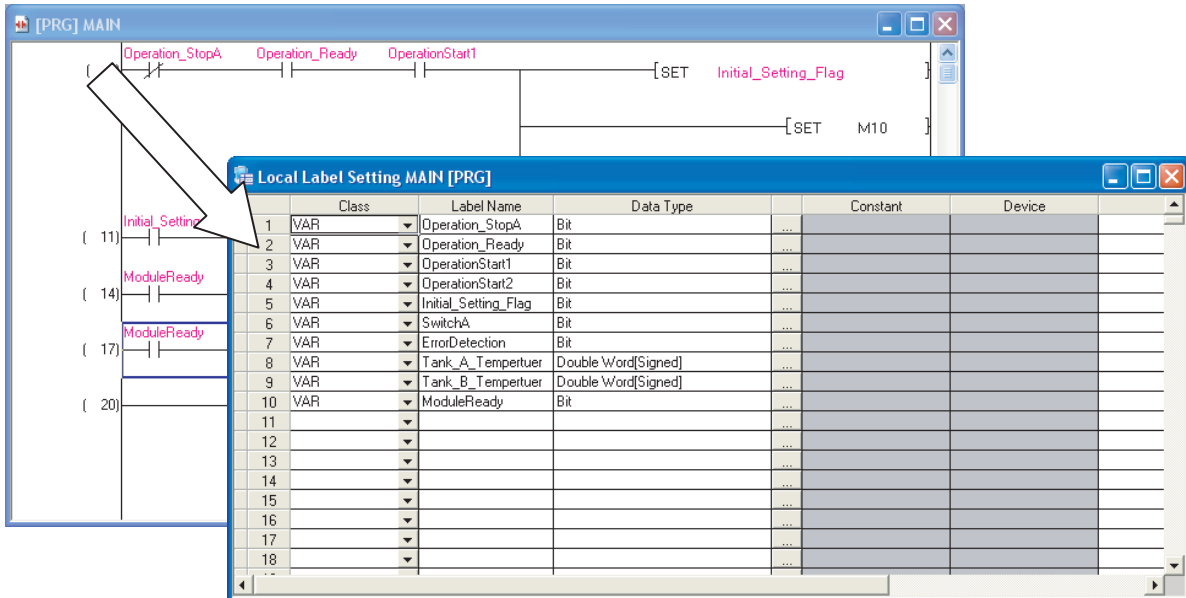 [PRG] MAIN
Operation_StopA Operation_Ready OperationStart1
SET Initial_Setting_Flag
SET M10
Initial_Setting
( 11)
ModuleReady
( 14)
ModuleReady
( 17)
( 20)
Local Label Setting MAIN [PRG]
Class Label Name Data Type Constant Device
1 VAR Operation_StopA Bit ...
2 VAR Operation_Ready Bit ...
3 VAR OperationStart1 Bit ...
4 VAR OperationStart2 Bit ...
5 VAR Initial_Setting_Flag Bit ...
6 VAR SwitchA Bit ...
7 VAR ErrorDetection Bit ...
8 VAR Tank_A_Tempertuer Double Word[Signed] ...
9 VAR Tank_B_Tempertuer Double Word[Signed] ...
10 VAR ModuleReady Bit ...
11 ...
12 ...
13 ...
14 ...
15 ...
16 ...
17 ...
18 ...